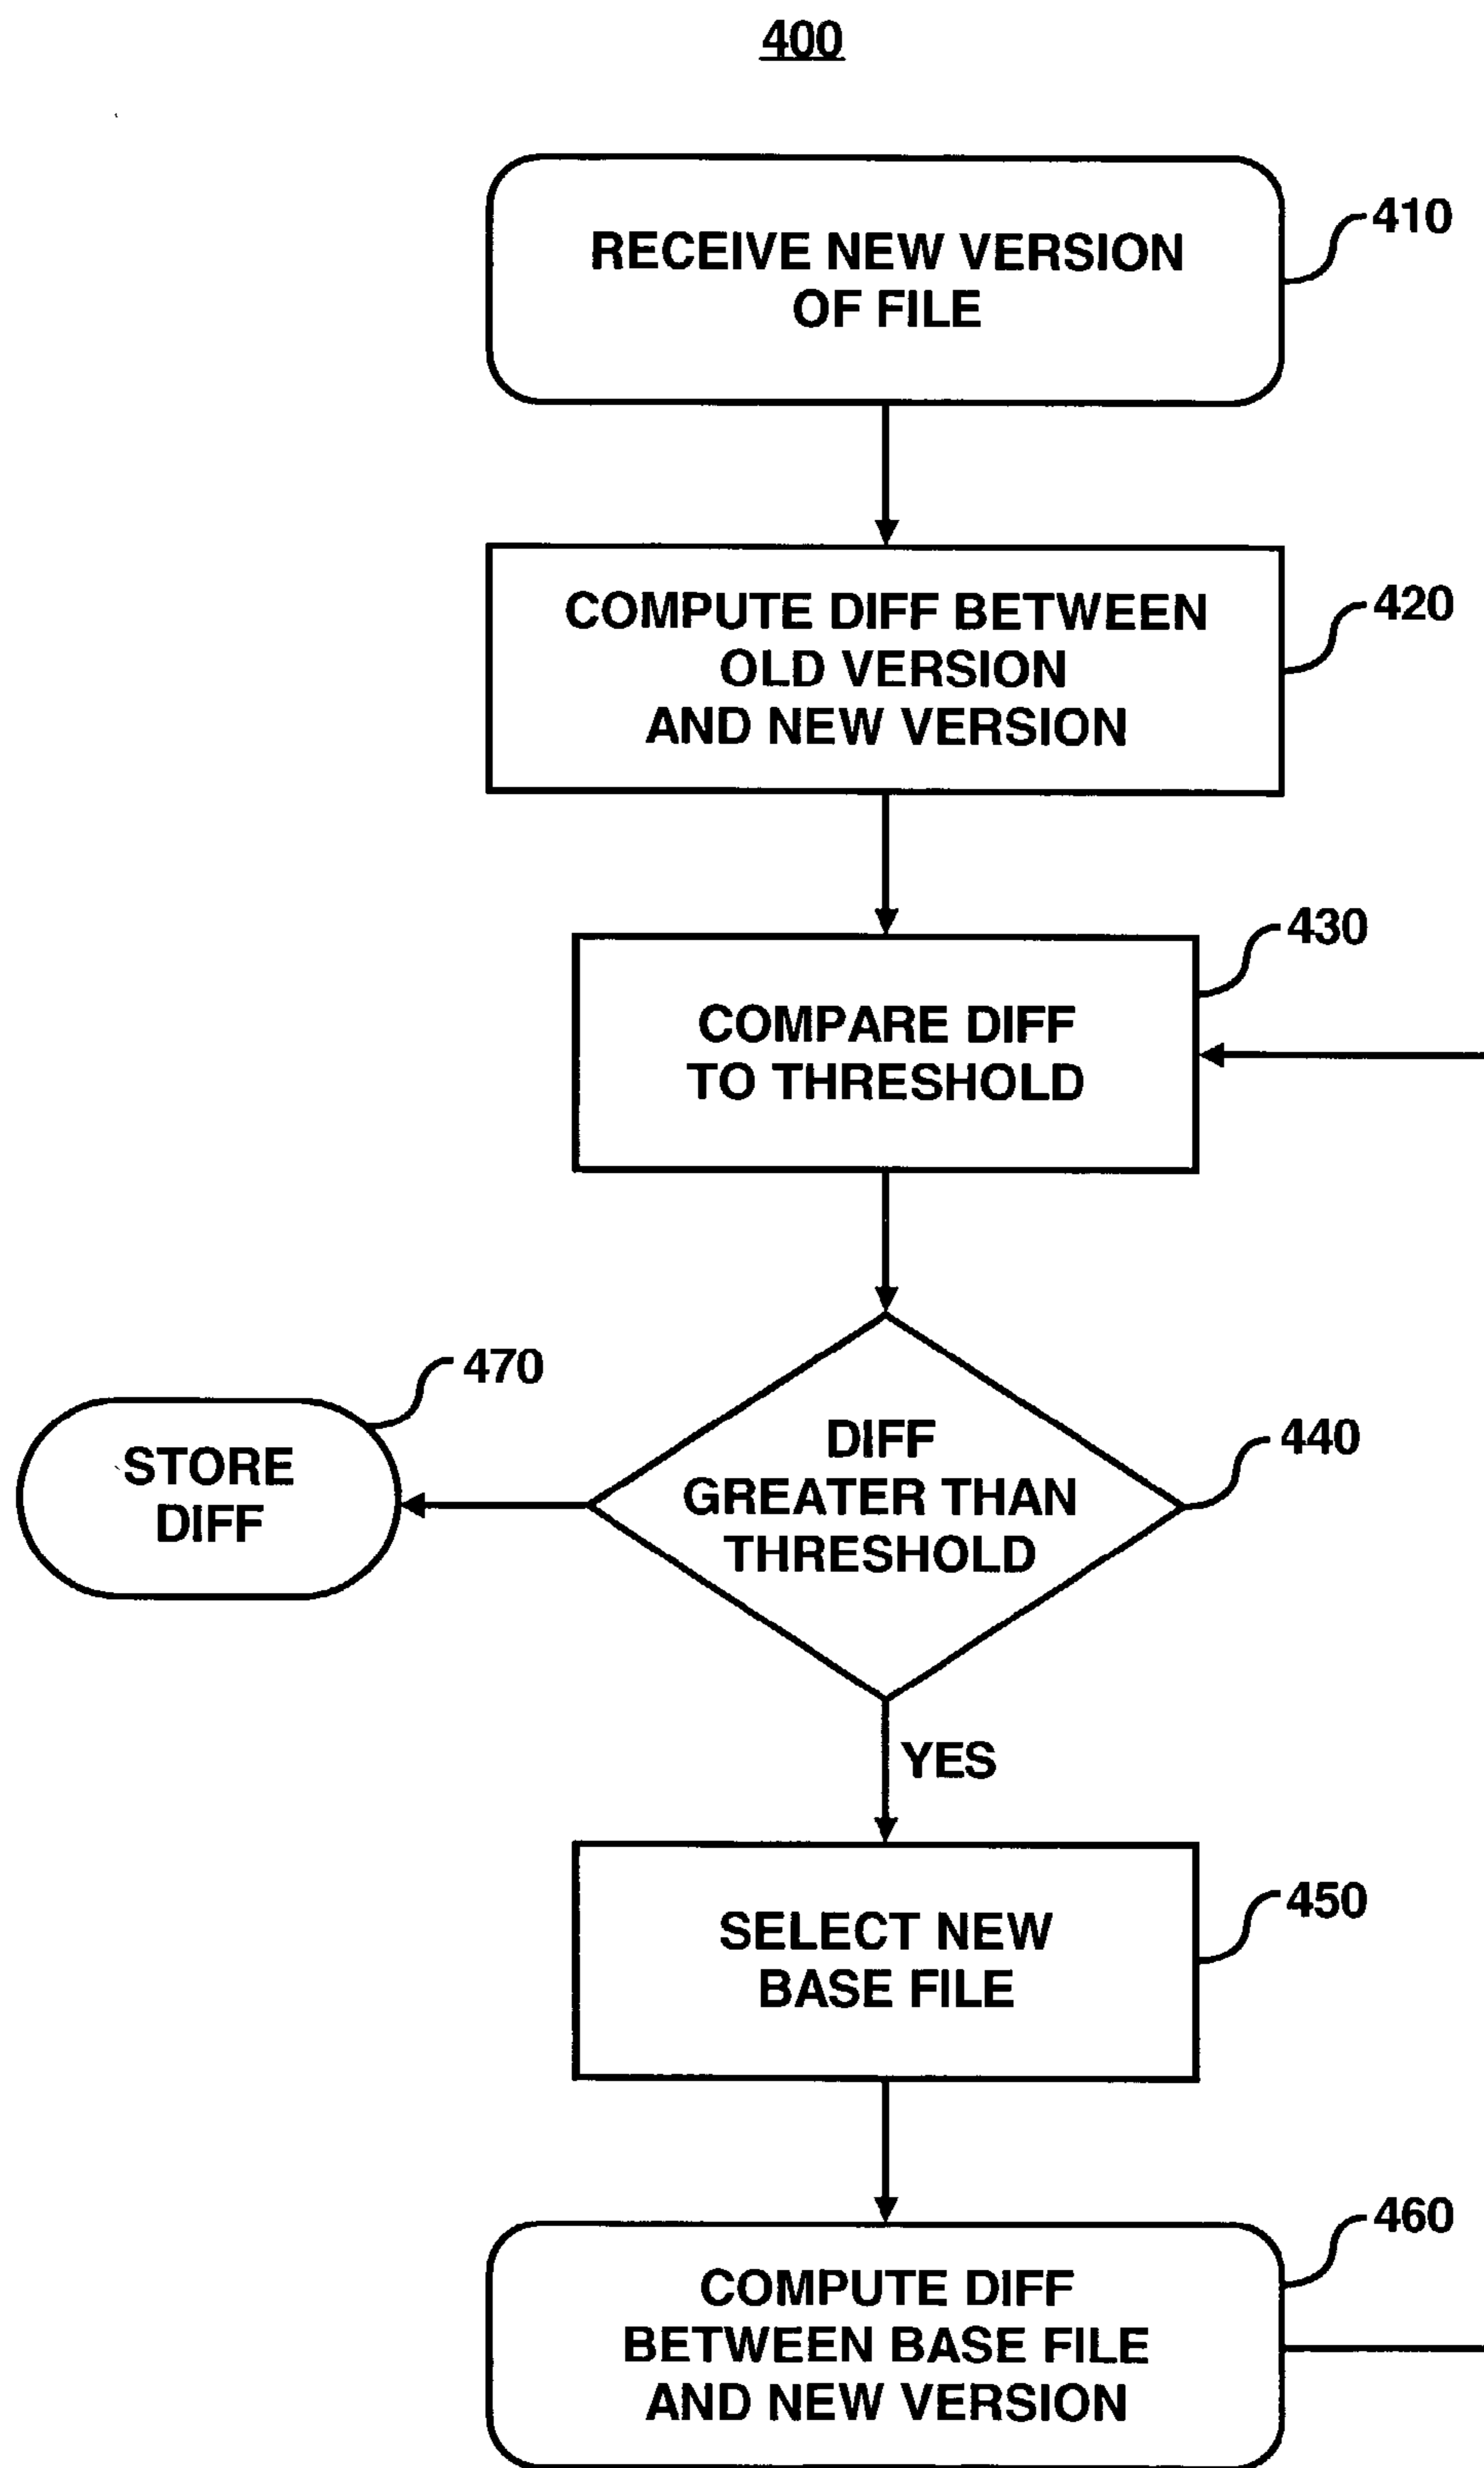 400
RECEIVE NEW VERSION
OF FILE
410
COMPUTE DIFF BETWEEN
OLD VERSION
AND NEW VERSION
420
COMPARE DIFF
TO THRESHOLD
430
DIFF
GREATER THAN
THRESHOLD
440
STORE
DIFF
470
YES
SELECT NEW
BASE FILE
450
COMPUTE DIFF
BETWEEN BASE FILE
AND NEW VERSION
460